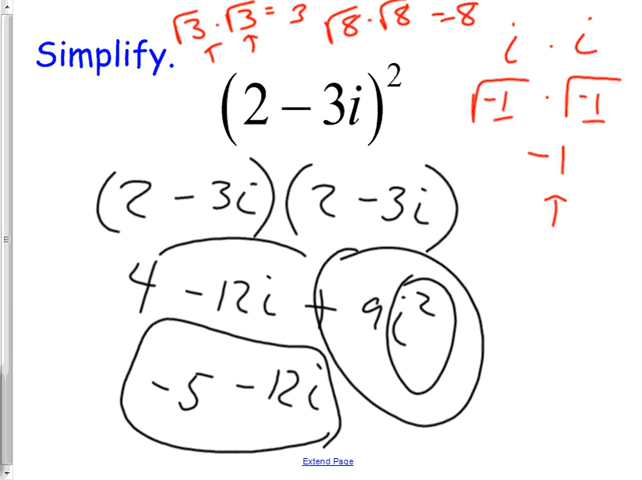 √3 · √3 = 3   √8 · √8 = 8
Simplify.
i · i
(2 − 3i)²
√-1 · √-1
-1
(2 - 3i)(2 - 3i)
4 - 12i + 9i²
-5 - 12i
Extend Page